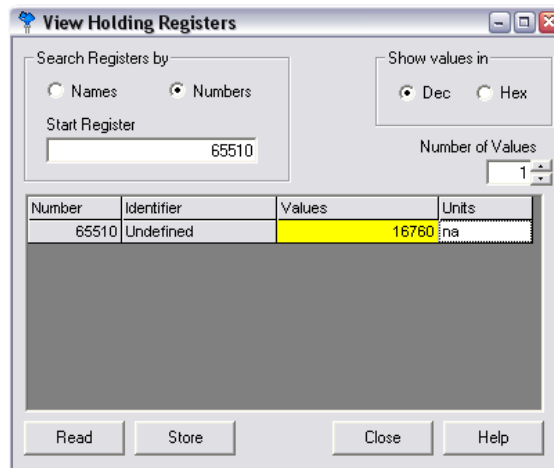 View Holding Registers
Search Registers by
Names Numbers
Start Register
65510
Show values in
Dec Hex
Number of Values
1
Number Identifier Values Units
65510 Undefined 16760 na
Read Store Close Help